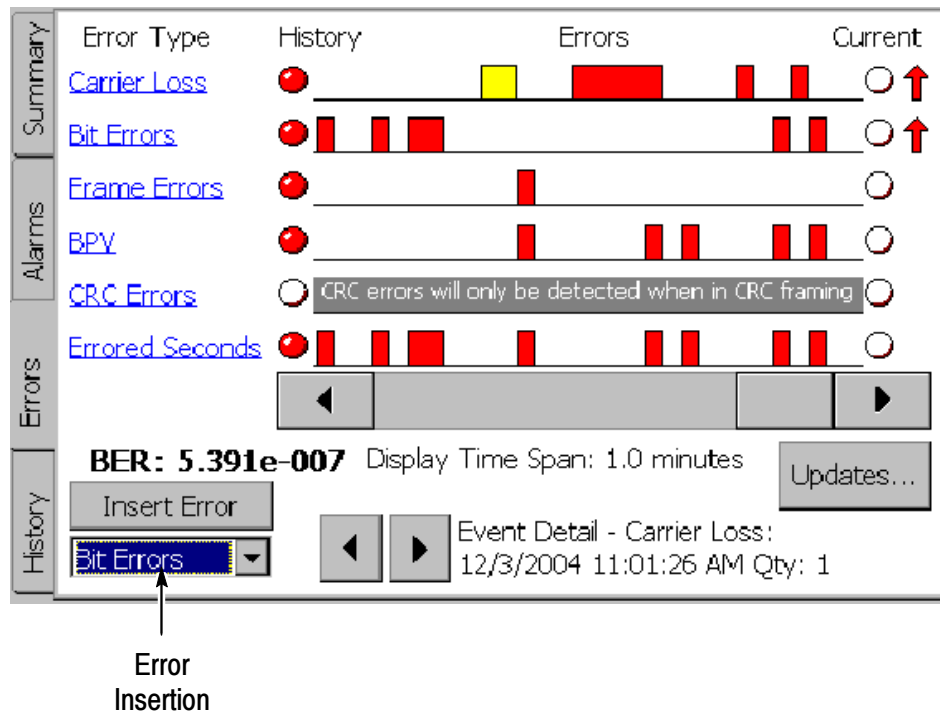 Summary
Alarms
Errors
History
Error Type History Errors Current
Carrier Loss
Bit Errors
Frame Errors
BPV
CRC Errors CRC errors will only be detected when in CRC framing
Errored Seconds
BER: 5.391e-007 Display Time Span: 1.0 minutes
Updates...
Insert Error
Bit Errors
Event Detail - Carrier Loss:
12/3/2004 11:01:26 AM Qty: 1
Error
Insertion